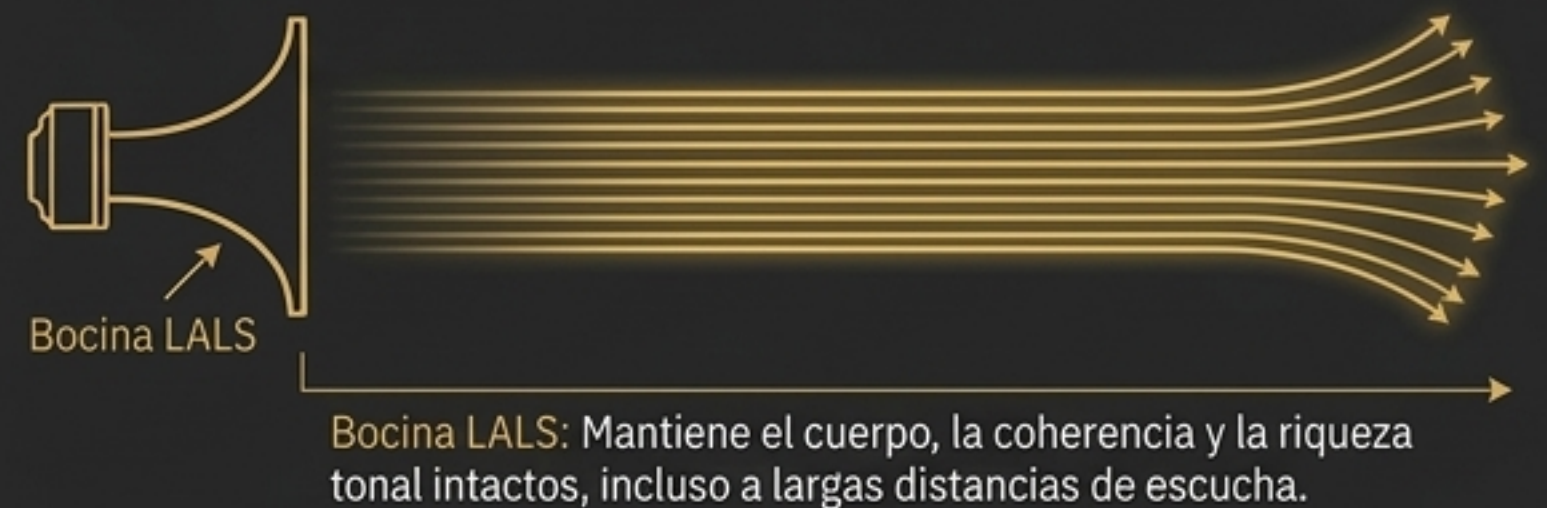 Bocina LALS
Bocina LALS: Mantiene el cuerpo, la coherencia y la riqueza
tonal intactos, incluso a largas distancias de escucha.